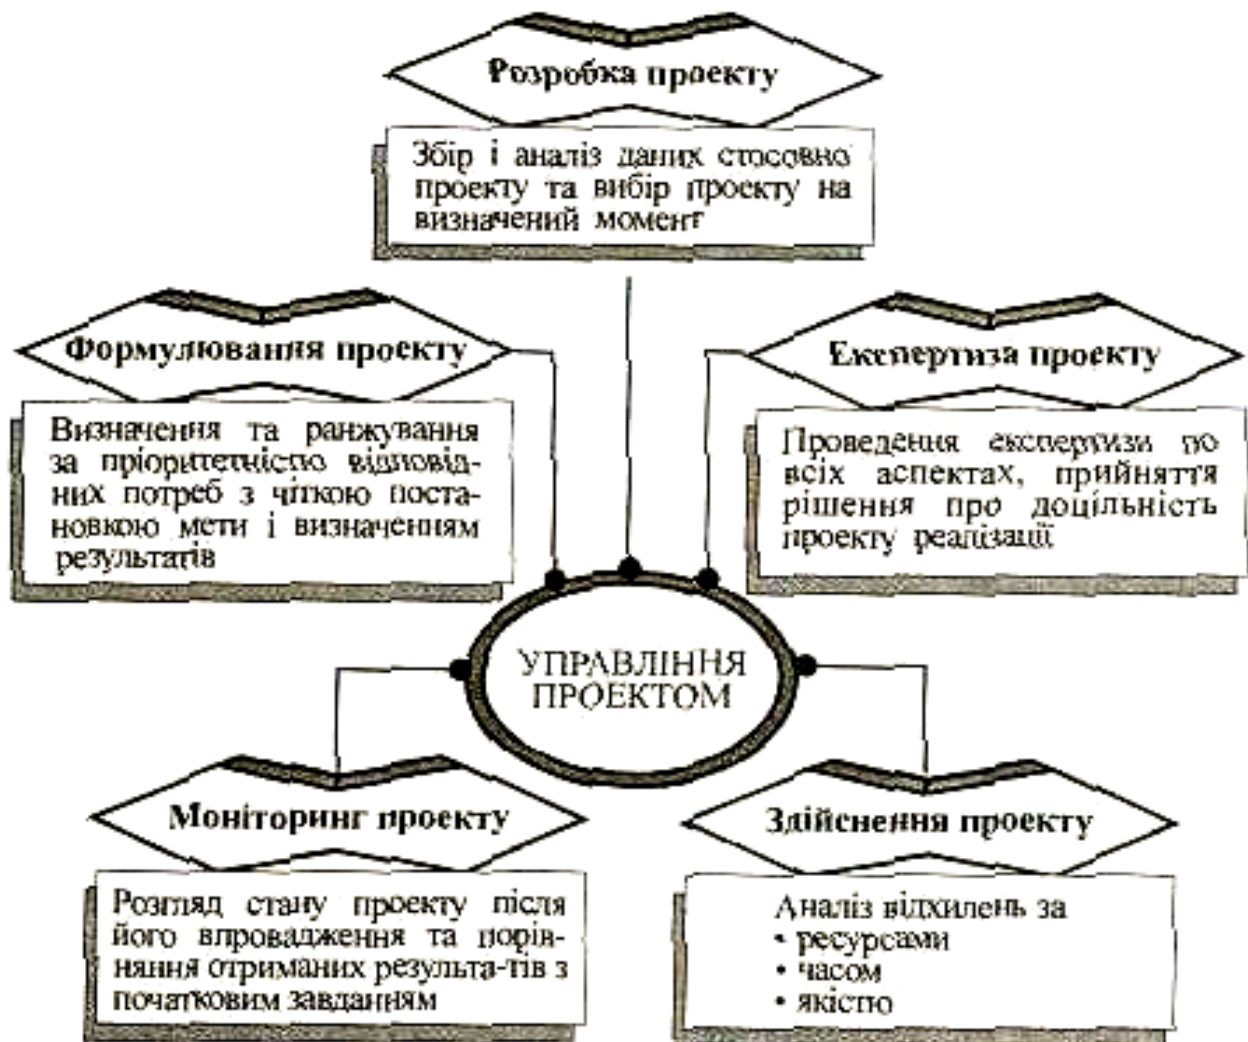 Розробка проекту
Збір і аналіз даних стосовно
проекту та вибір проекту на
визначений момент
Формулювання проекту
Визначення та ранжування
за пріоритетністю відповід-
них потреб з чіткою поста-
новкою мети і визначенням
результатів
Експертиза проекту
Проведення експертизи по
всіх аспектах, прийняття
рішення про доцільність
проекту реалізації
УПРАВЛІННЯ
ПРОЕКТОМ
Моніторинг проекту
Розгляд стану проекту після
його впровадження та порів-
няння отриманих результа-тів з
початковим завданням
Здійснення проекту
Аналіз відхилень за
• ресурсами
• часом
• якістю